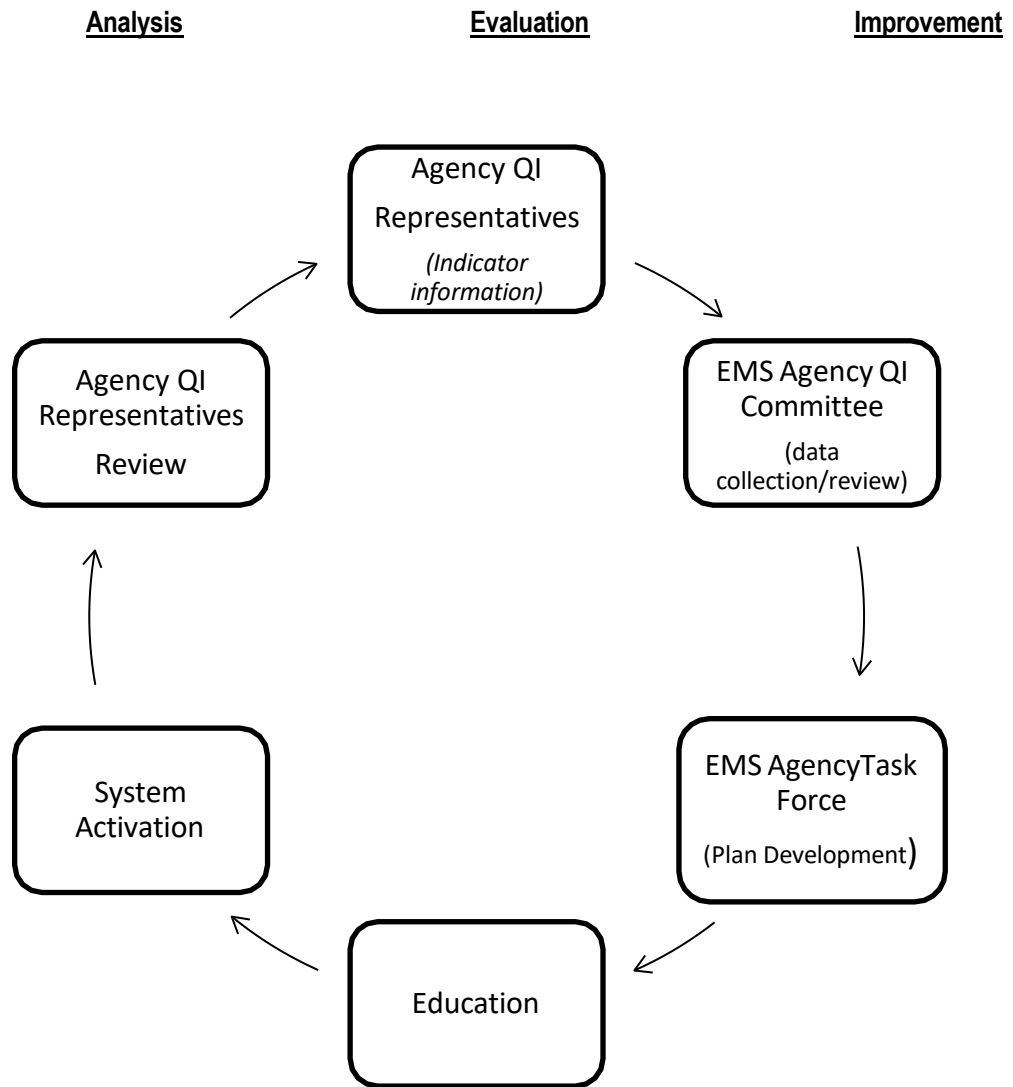 Analysis
Evaluation
Improvement
Agency QI
Representatives
(Indicator
information)
EMS Agency QI
Committee
(data
collection/review)
EMS AgencyTask
Force
(Plan Development)
Education
System
Activation
Agency QI
Representatives
Review